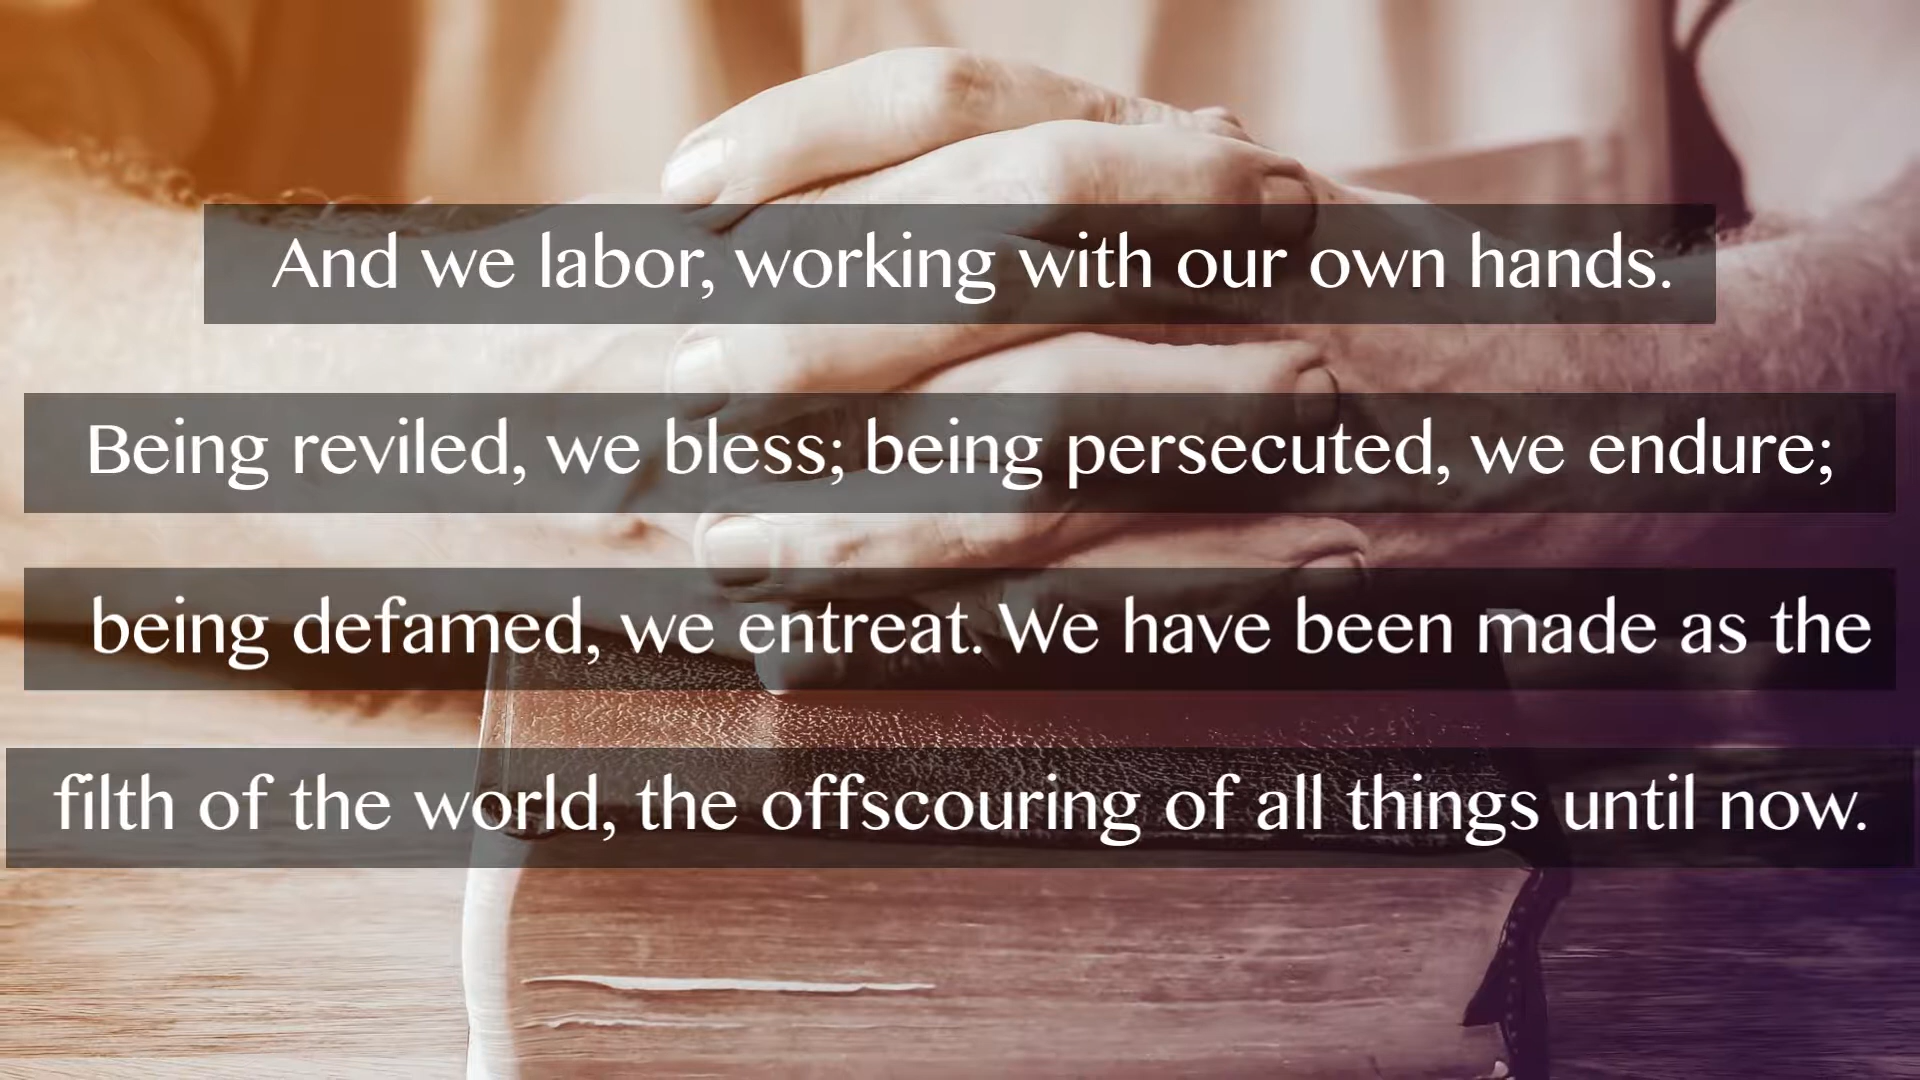 And we labor, working with our own hands.
Being reviled, we bless; being persecuted, we endure;
being defamed, we entreat. We have been made as the
filth of the world, the offscouring of all things until now.